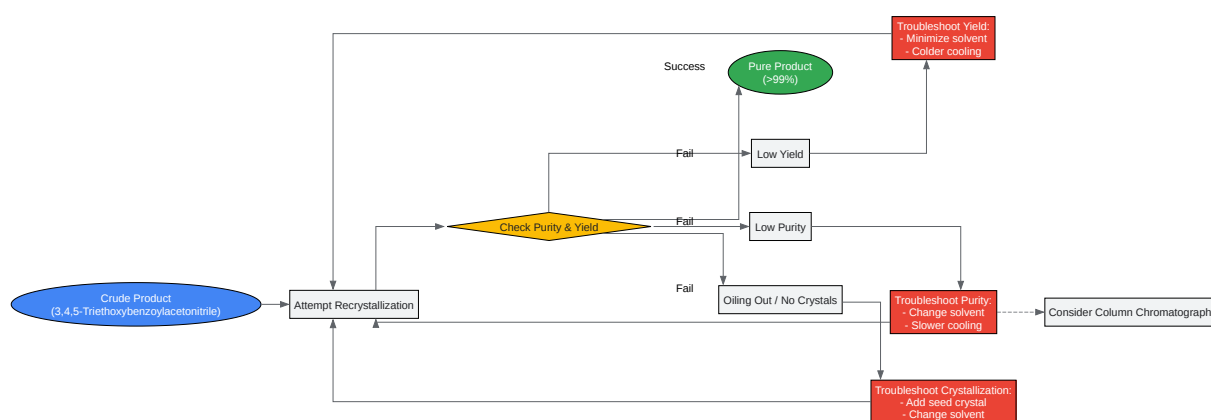 Troubleshoot Yield:
- Minimize solvent
- Colder cooling
Success
Pure Product
(>99%)
Fail
Low Yield
Check Purity & Yield
Fail
Low Purity
Crude Product
(3,4,5-Triethoxybenzoylacetonitrile)
Attempt Recrystallization
Fail
Oiling Out / No Crystals
Troubleshoot Purity:
- Change solvent
- Slower cooling
Consider Column Chromatograph
Troubleshoot Crystallization:
- Add seed crystal
- Change solvent